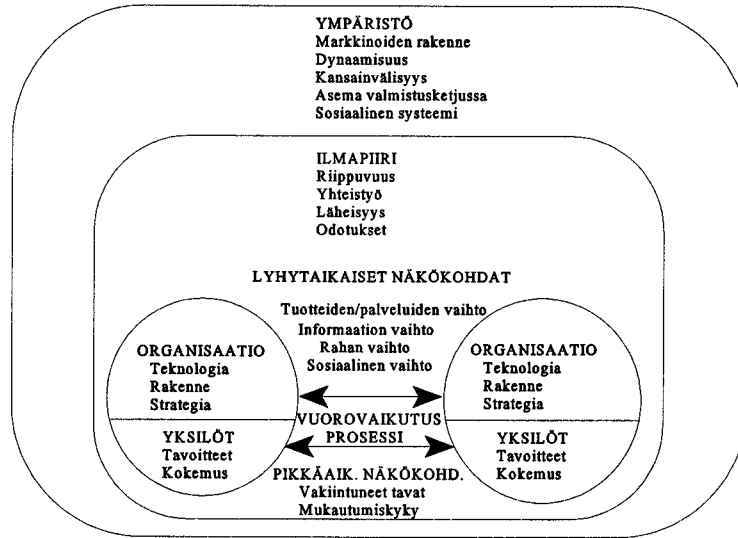 YMPÄRISTÖ
Markkinoiden rakenne
Dynaamisuus
Kansainvälisyys
Asema valmistusketjussa
Sosiaalinen systeemi
ILMAPIIRI
Riippuvuus
Yhteistyö
Läheisyys
Odotukset
LYHYTAIKAISET NÄKÖKOHDAT
Tuotteiden/palveluiden vaihto
Informaation vaihto
Rahan vaihto
Sosiaalinen vaihto
ORGANISAATIO
Teknologia
Rakenne
Strategia
YKSILÖT
Tavoitteet
Kokemus
VUOROVAIKUTUS
PROSESSI
ORGANISAATIO
Teknologia
Rakenne
Strategia
YKSILÖT
Tavoitteet
Kokemus
PIKKÄAIK. NÄKÖKOHD.
Vakiintuneet tavat
Mukautumiskyky